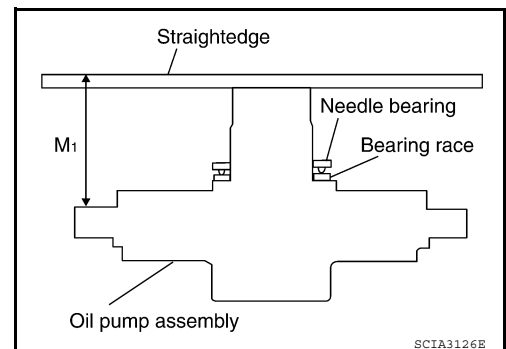 Straightedge
Needle bearing
M1
Bearing race
Oil pump assembly
SCIA3126E